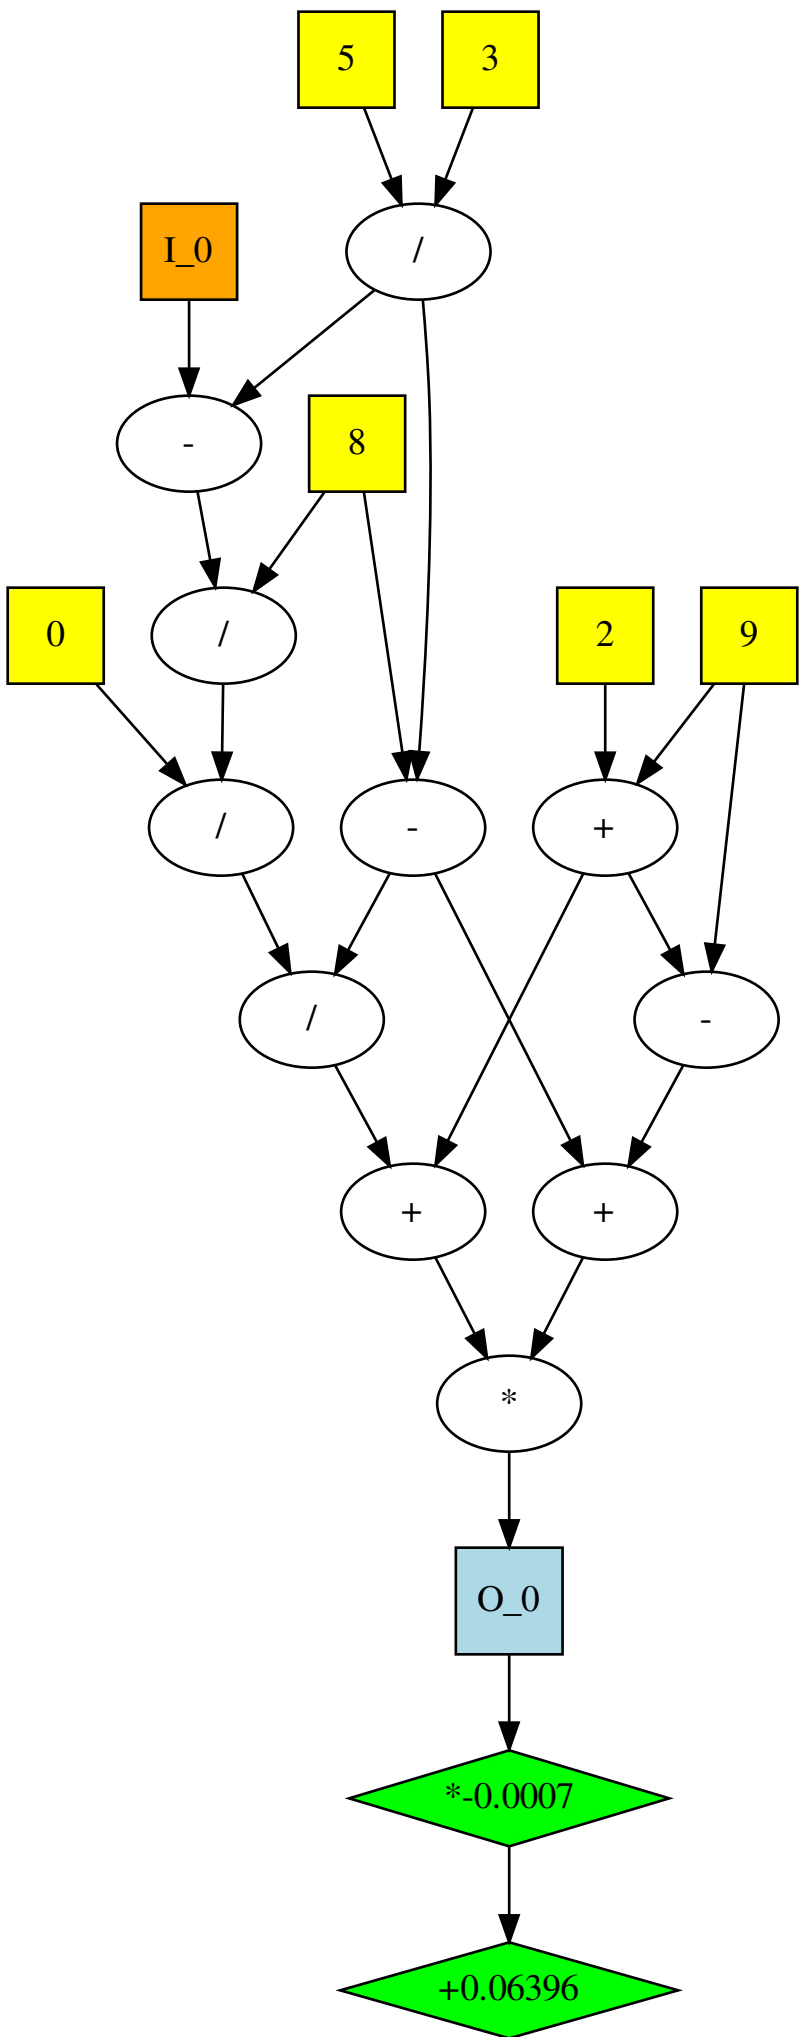 5 3
I_0 /
- 8
0 / 2 9
/ - +
/ -
+ +
*
O_0
*-0.0007
+0.06396